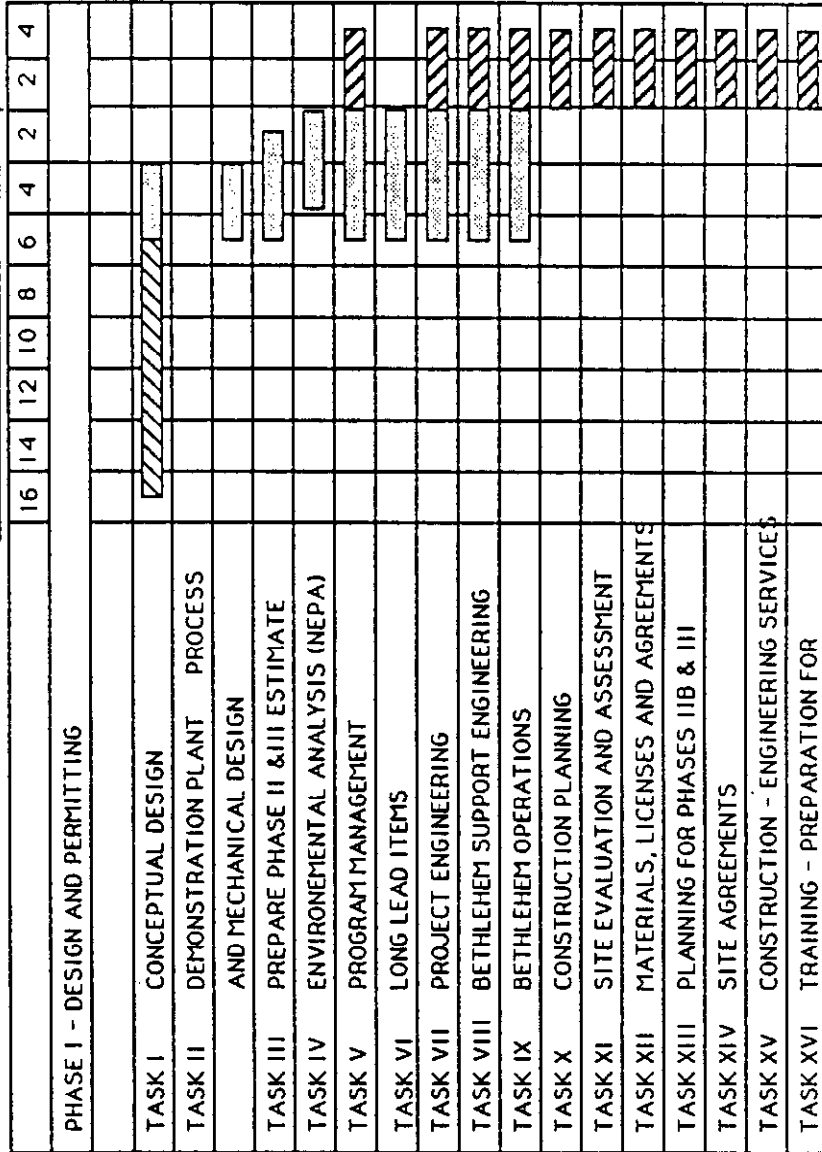 16 14 12 10 8 6 4 2 2 4
PHASE I - DESIGN AND PERMITTING
TASK I CONCEPTUAL DESIGN
TASK II DEMONSTRATION PLANT PROCESS
AND MECHANICAL DESIGN
TASK III PREPARE PHASE II & III ESTIMATE
TASK IV ENVIRONEMENTAL ANALYSIS (NEPA)
TASK V PROGRAM MANAGEMENT
TASK VI LONG LEAD ITEMS
TASK VII PROJECT ENGINEERING
TASK VIII BETHLEHEM SUPPORT ENGINEERING
TASK IX BETHLEHEM OPERATIONS
TASK X CONSTRUCTION PLANNING
TASK XI SITE EVALUATION AND ASSESSMENT
TASK XII MATERIALS, LICENSES AND AGREEMENTS
TASK XIII PLANNING FOR PHASES IIB & III
TASK XIV SITE AGREEMENTS
TASK XV CONSTRUCTION - ENGINEERING SERVICES
TASK XVI TRAINING - PREPARATION FOR